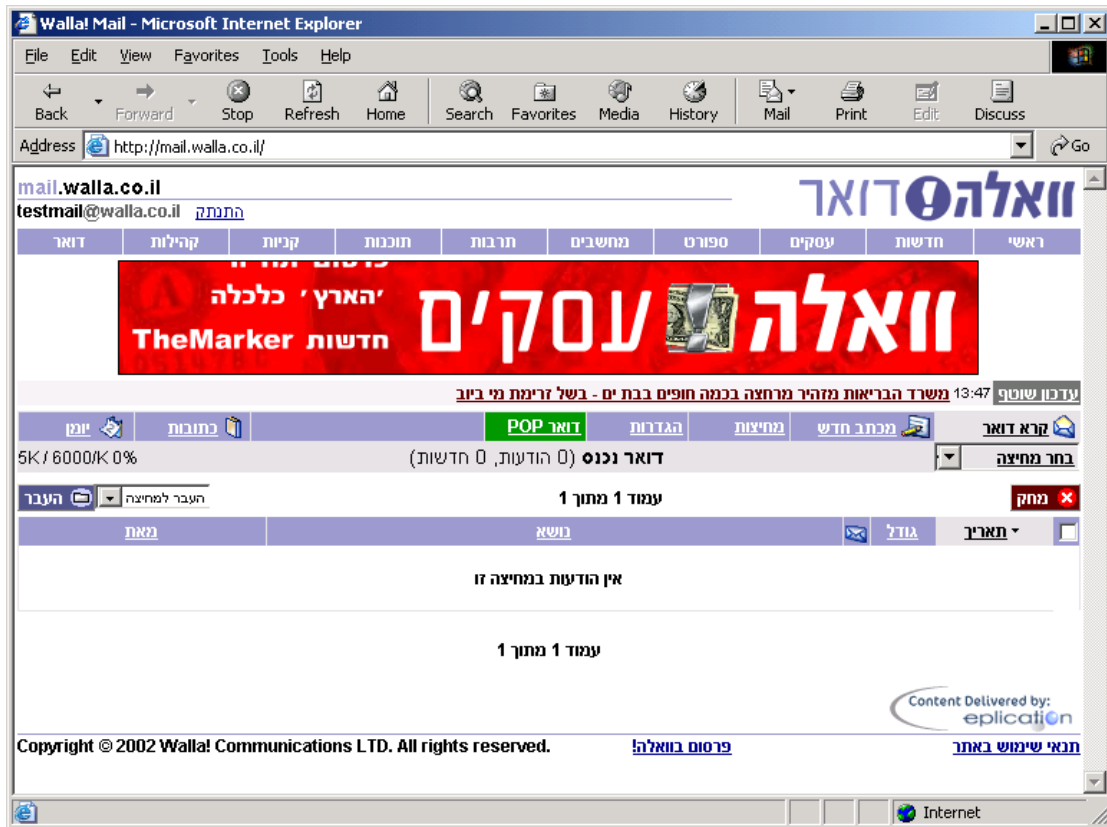 Walla! Mail - Microsoft Internet Explorer
File Edit View Favorites Tools Help
Back Forward Stop Refresh Home Search Favorites Media History Mail Print Edit Discuss
Address http://mail.walla.co.il/ Go
mail.walla.co.il
וואלה! דואר
testmail@walla.co.il התנתק
ראשי חדשות עסקים ספורט מחשבים תרבות תוכנות קניות קהילות דואר
וואלה! עסקים
'הארץ' כלכלה
חדשות TheMarker
עדכון שוטף 13:47 משרד הבריאות מזהיר מרחצה בכמה חופים בבת ים - בשל זרימת מי ביוב
קרא דואר מכתב חדש מחיצות הגדרות דואר POP כתובות יומן
בחר מחיצה דואר נכנס (0 הודעות, 0 חדשות) 5K / 6000/K 0%
מחק עמוד 1 מתוך 1 העבר למחיצה העבר
תאריך גודל נושא מאת
אין הודעות במחיצה זו
עמוד 1 מתוך 1
Content Delivered by:
eplication
תנאי שימוש באתר פרסום בוואלה! Copyright © 2002 Walla! Communications LTD. All rights reserved.
Internet